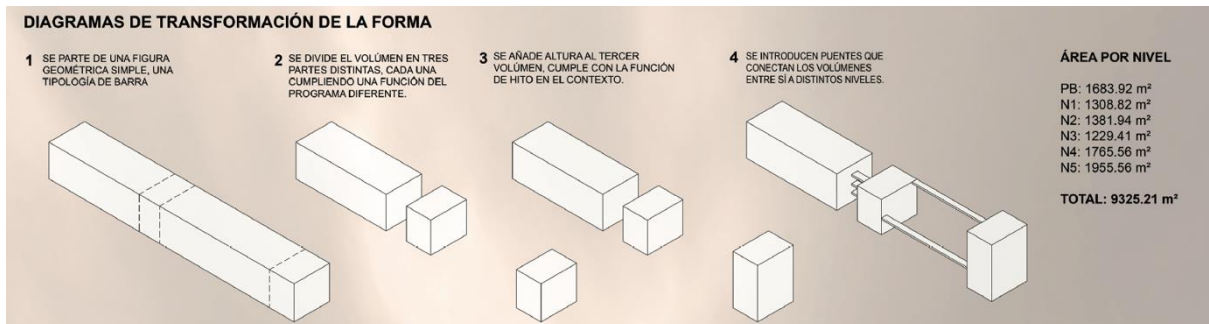 DIAGRAMAS DE TRANSFORMACIÓN DE LA FORMA
1 SE PARTE DE UNA FIGURA
GEOMÉTRICA SIMPLE, UNA
TIPOLOGÍA DE BARRA
2 SE DIVIDE EL VOLÚMEN EN TRES
PARTES DISTINTAS, CADA UNA
CUMPLIENDO UNA FUNCIÓN DEL
PROGRAMA DIFERENTE.
3 SE AÑADE ALTURA AL TERCER
VOLÚMEN, CUMPLE CON LA FUNCIÓN
DE HITO EN EL CONTEXTO.
4 SE INTRODUCEN PUENTES QUE
CONECTAN LOS VOLÚMENES
ENTRE SÍ A DISTINTOS NIVELES.
ÁREA POR NIVEL
PB: 1683.92 m²
N1: 1308.82 m²
N2: 1381.94 m²
N3: 1229.41 m²
N4: 1765.56 m²
N5: 1955.56 m²
TOTAL: 9325.21 m²